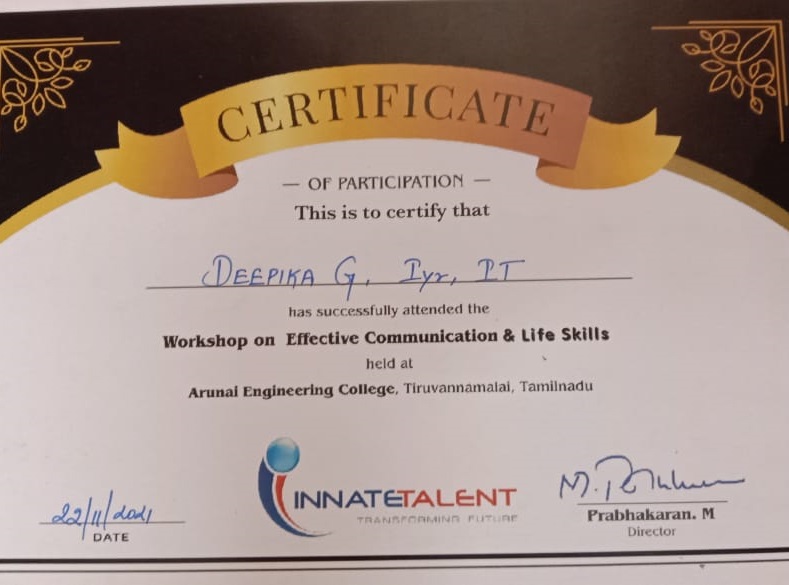 CERTIFICATE
— OF PARTICIPATION —
This is to certify that
DEEPIKA G, Iyr, IT
has successfully attended the
Workshop on Effective Communication & Life Skills
held at
Arunai Engineering College, Tiruvannamalai, Tamilnadu
22/11/2021
DATE
INNATETALENT
TRANSFORMING FUTURE
Prabhakaran. M
Director